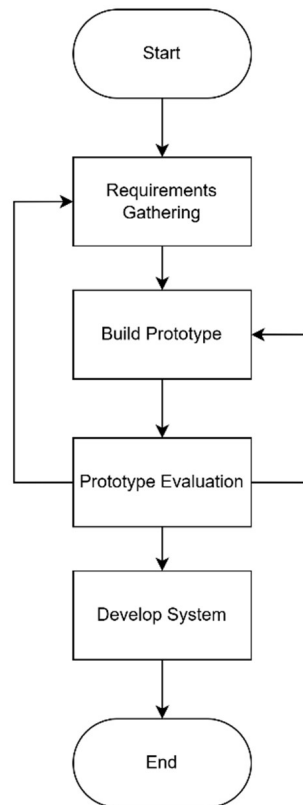 Start
Requirements
Gathering
Build Prototype
Prototype Evaluation
Develop System
End